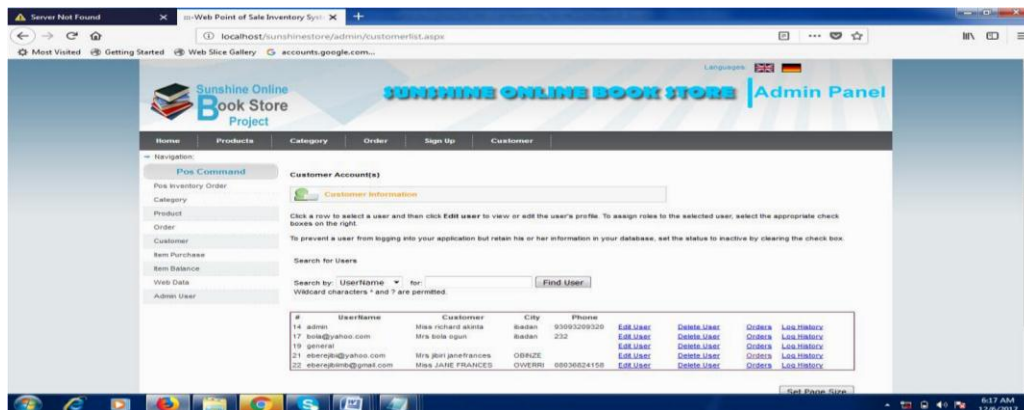 Server Not Found
:::-Web Point of Sale Inventory Syst
localhost/sunshinestore/admin/customerlist.aspx
Most Visited Getting Started Web Slice Gallery accounts.google.com...
Languages:
Sunshine Online
Book Store
Project
SUNSHINE ONLINE BOOK STORE
Admin Panel
Home Products Category Order Sign Up Customer
Navigation:
Pos Command
Pos Inventory Order
Category
Product
Order
Customer
Item Purchase
Item Balance
Web Data
Admin User
Customer Account(s)
Customer Information
Click a row to select a user and then click Edit user to view or edit the user's profile. To assign roles to the selected user, select the appropriate check
boxes on the right.
To prevent a user from logging into your application but retain his or her information in your database, set the status to inactive by clearing the check box.
Search for Users
Search by: UserName for: Find User
Wildcard characters * and ? are permitted.
# UserName Customer City Phone
14 admin Miss richard akinta ibadan 93093209320 Edit User Delete User Orders Log History
17 bola@yahoo.com Mrs bola ogun ibadan 232 Edit User Delete User Orders Log History
19 general Edit User Delete User Orders Log History
21 eberejibi@yahoo.com Mrs jibiri janefrances OBINZE Edit User Delete User Orders Log History
22 eberejibiimb@gmail.com Miss JANE FRANCES OWERRI 08036824158 Edit User Delete User Orders Log History
Set Page Size
6:17 AM
12/6/2017